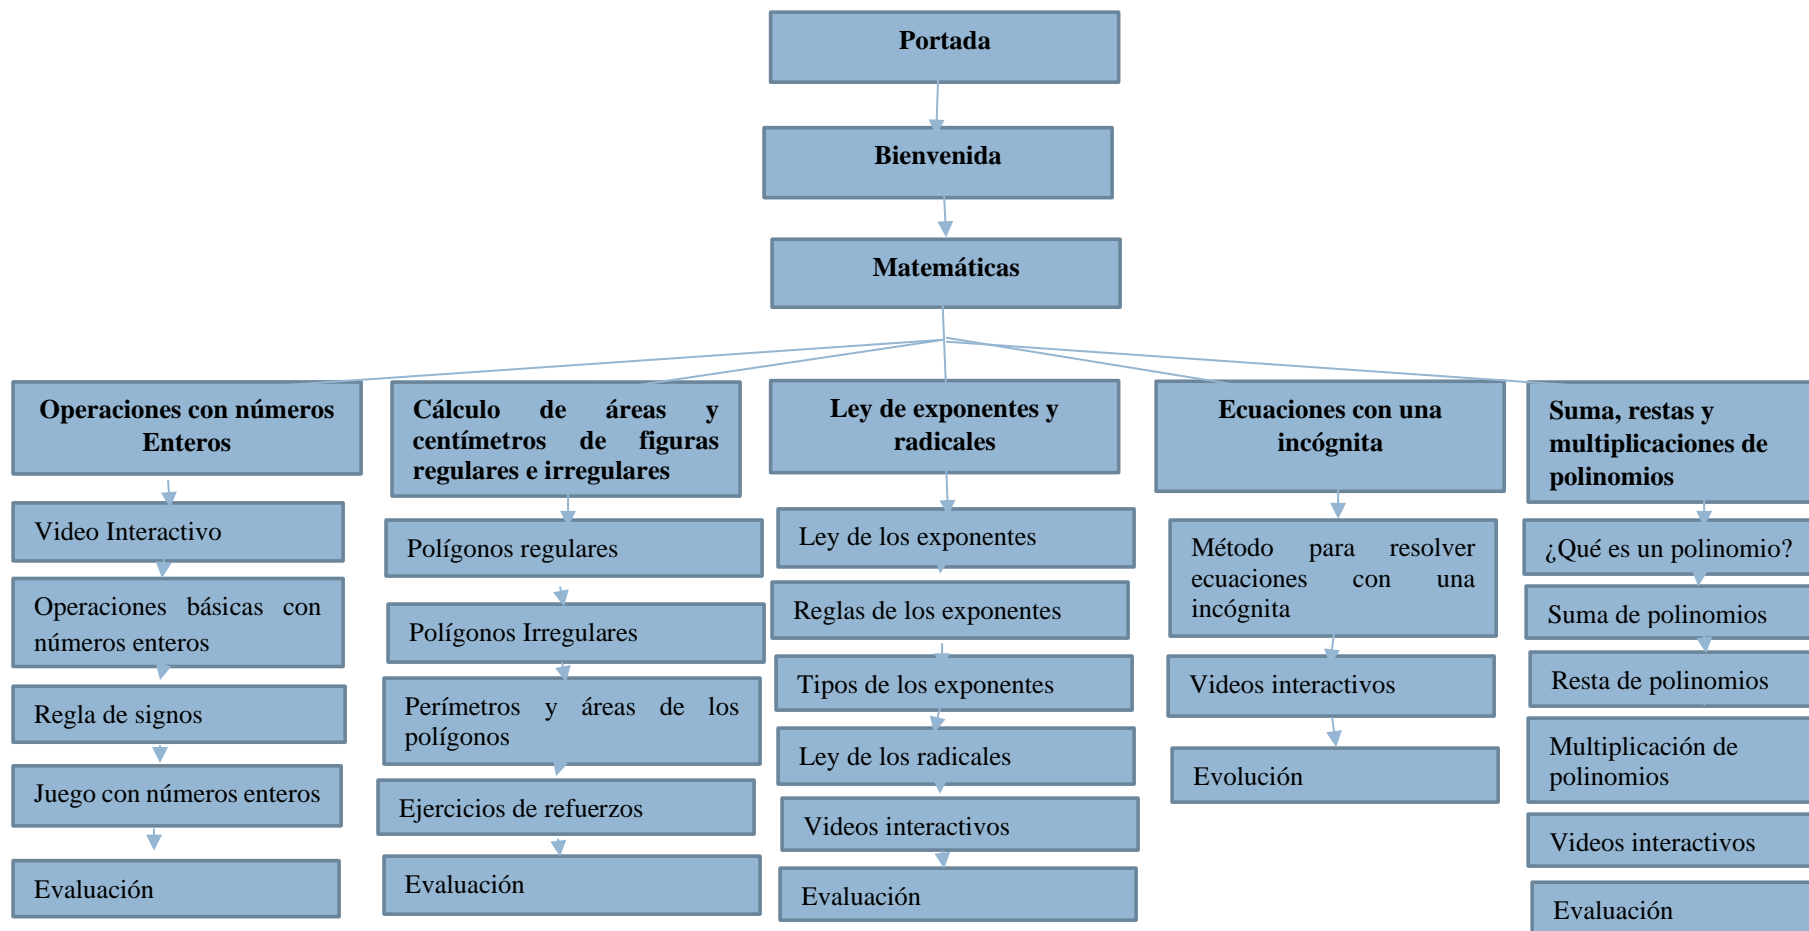 Portada
Bienvenida
Matemáticas
Operaciones con números
Enteros
Video Interactivo
Operaciones básicas con
números enteros
Regla de signos
Juego con números enteros
Evaluación
Cálculo de áreas y
centímetros de figuras
regulares e irregulares
Polígonos regulares
Polígonos Irregulares
Perímetros y áreas de los
polígonos
Ejercicios de refuerzos
Evaluación
Ley de exponentes y
radicales
Ley de los exponentes
Reglas de los exponentes
Tipos de los exponentes
Ley de los radicales
Videos interactivos
Evaluación
Ecuaciones con una
incógnita
Método para resolver
ecuaciones con una
incógnita
Videos interactivos
Evolución
Suma, restas y
multiplicaciones de
polinomios
¿Qué es un polinomio?
Suma de polinomios
Resta de polinomios
Multiplicación de
polinomios
Videos interactivos
Evaluación